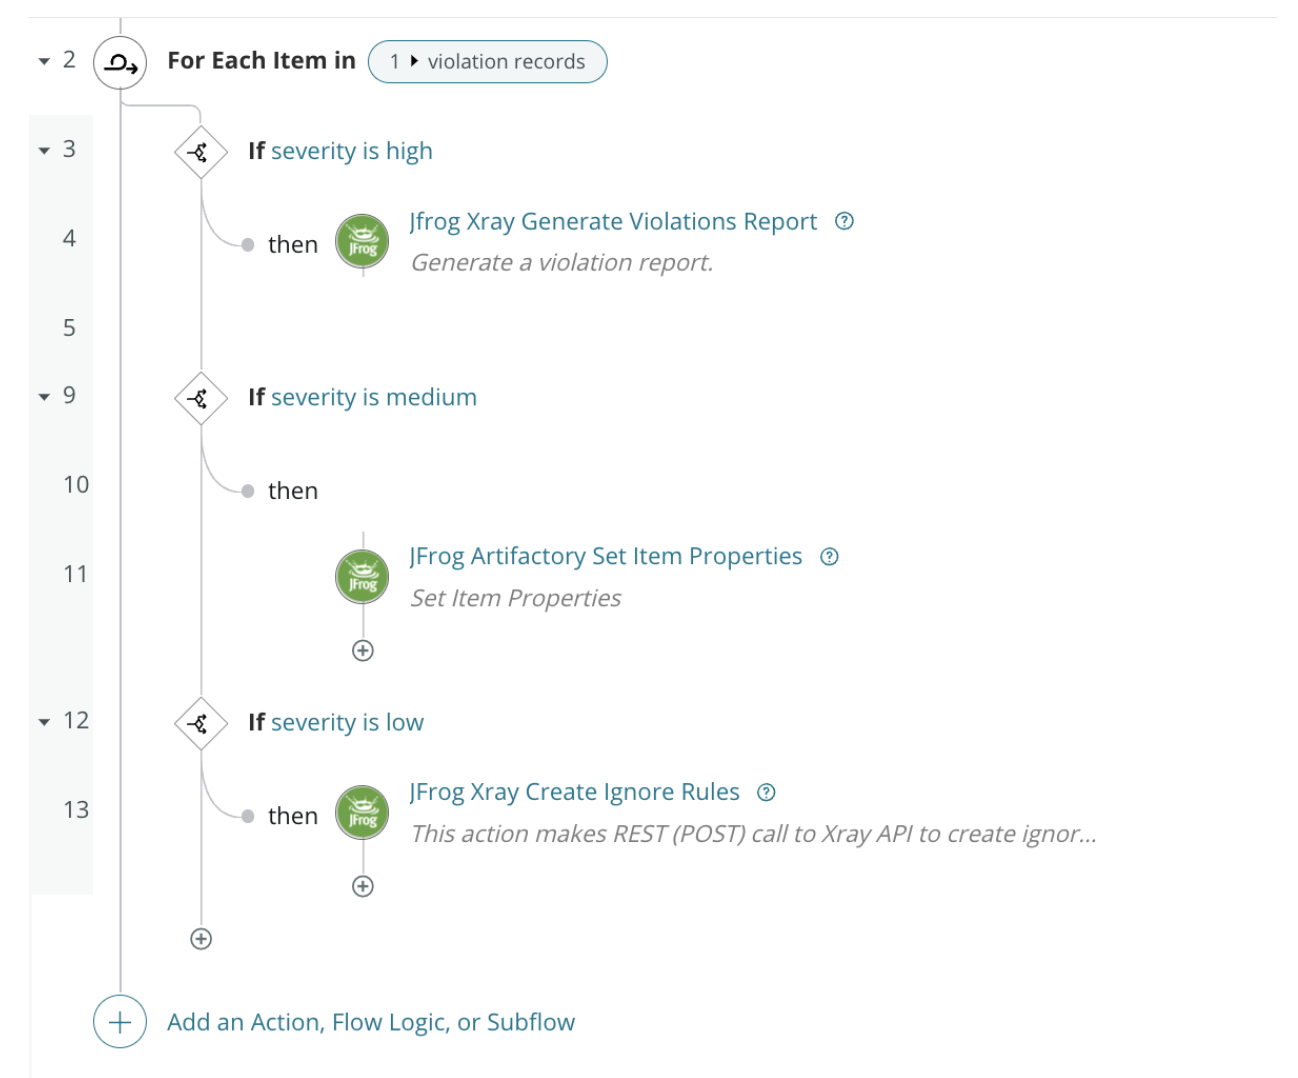 2 For Each Item in 1 violation records
3 If severity is high
Jfrog Xray Generate Violations Report
4 then JFrog
Generate a violation report.
5
9 If severity is medium
10 then
JFrog Artifactory Set Item Properties
11 JFrog
Set Item Properties
12 If severity is low
JFrog Xray Create Ignore Rules
13 then JFrog
This action makes REST (POST) call to Xray API to create ignor...
Add an Action, Flow Logic, or Subflow